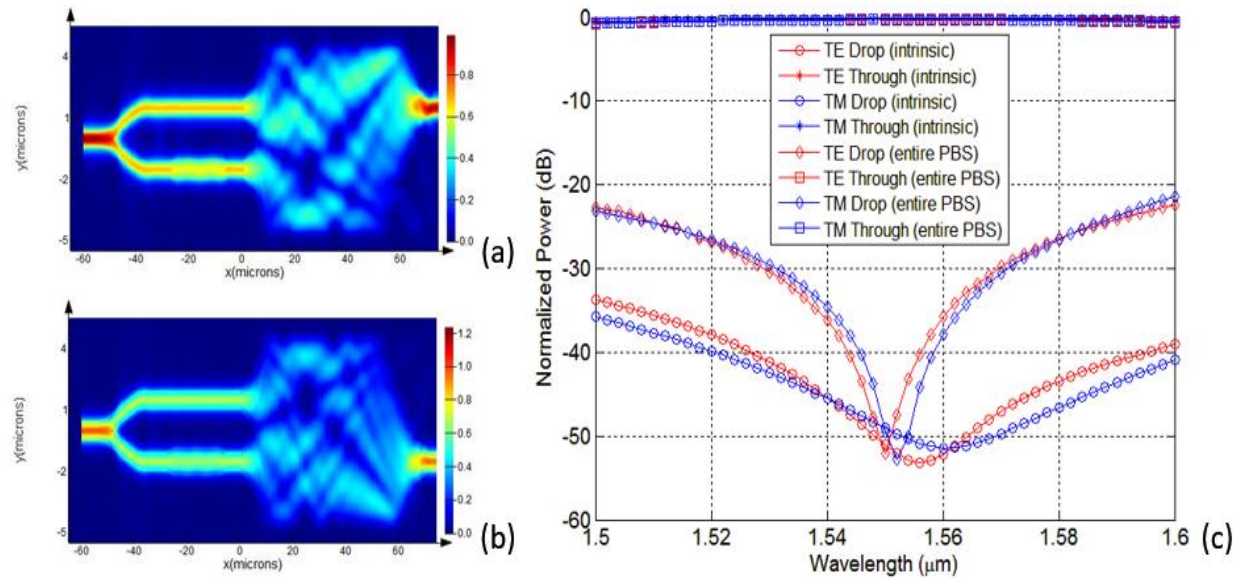 4
1
-2
-5
y(microns)
-60
-40
-20
0
20
40
60
x(microns)
0.8
0.6
0.4
0.2
0.0
(a)
4
1
-2
-5
y(microns)
-60
-40
-20
0
20
40
60
x(microns)
1.2
1.0
0.8
0.6
0.4
0.2
0.0
(b)
0
-10
-20
-30
-40
-50
-60
Normalized Power (dB)
TE Drop (intrinsic)
TE Through (intrinsic)
TM Drop (intrinsic)
TM Through (intrinsic)
TE Drop (entire PBS)
TE Through (entire PBS)
TM Drop (entire PBS)
TM Through (entire PBS)
1.5
1.52
1.54
1.56
1.58
1.6
Wavelength (μm)
(c)